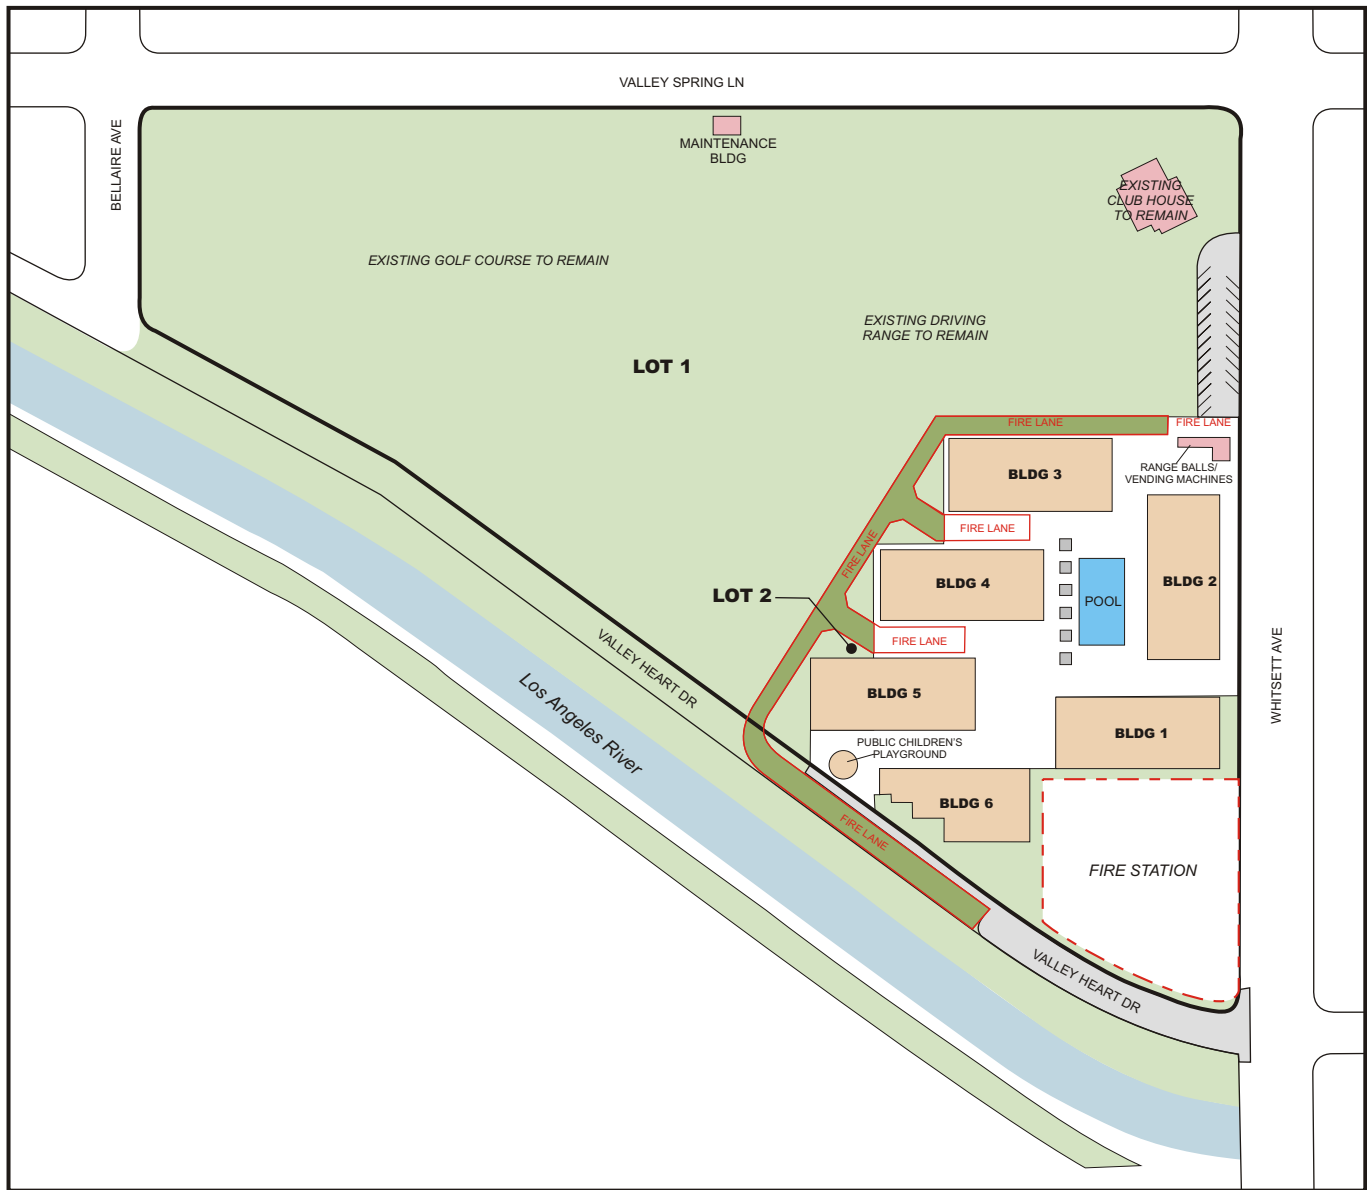 VALLEY SPRING LN
BELLAIRE AVE
MAINTENANCE
BLDG
EXISTING
CLUB HOUSE
TO REMAIN
EXISTING GOLF COURSE TO REMAIN
EXISTING DRIVING
RANGE TO REMAIN
LOT 1
FIRE LANE
FIRE LANE
RANGE BALLS/
VENDING MACHINES
BLDG 3
FIRE LANE
FIRE LANE
BLDG 4
BLDG 2
POOL
LOT 2
FIRE LANE
VALLEY HEART DR
WHITSETT AVE
BLDG 5
Los Angeles River
BLDG 1
PUBLIC CHILDREN'S
PLAYGROUND
BLDG 6
FIRE LANE
FIRE STATION
VALLEY HEART DR